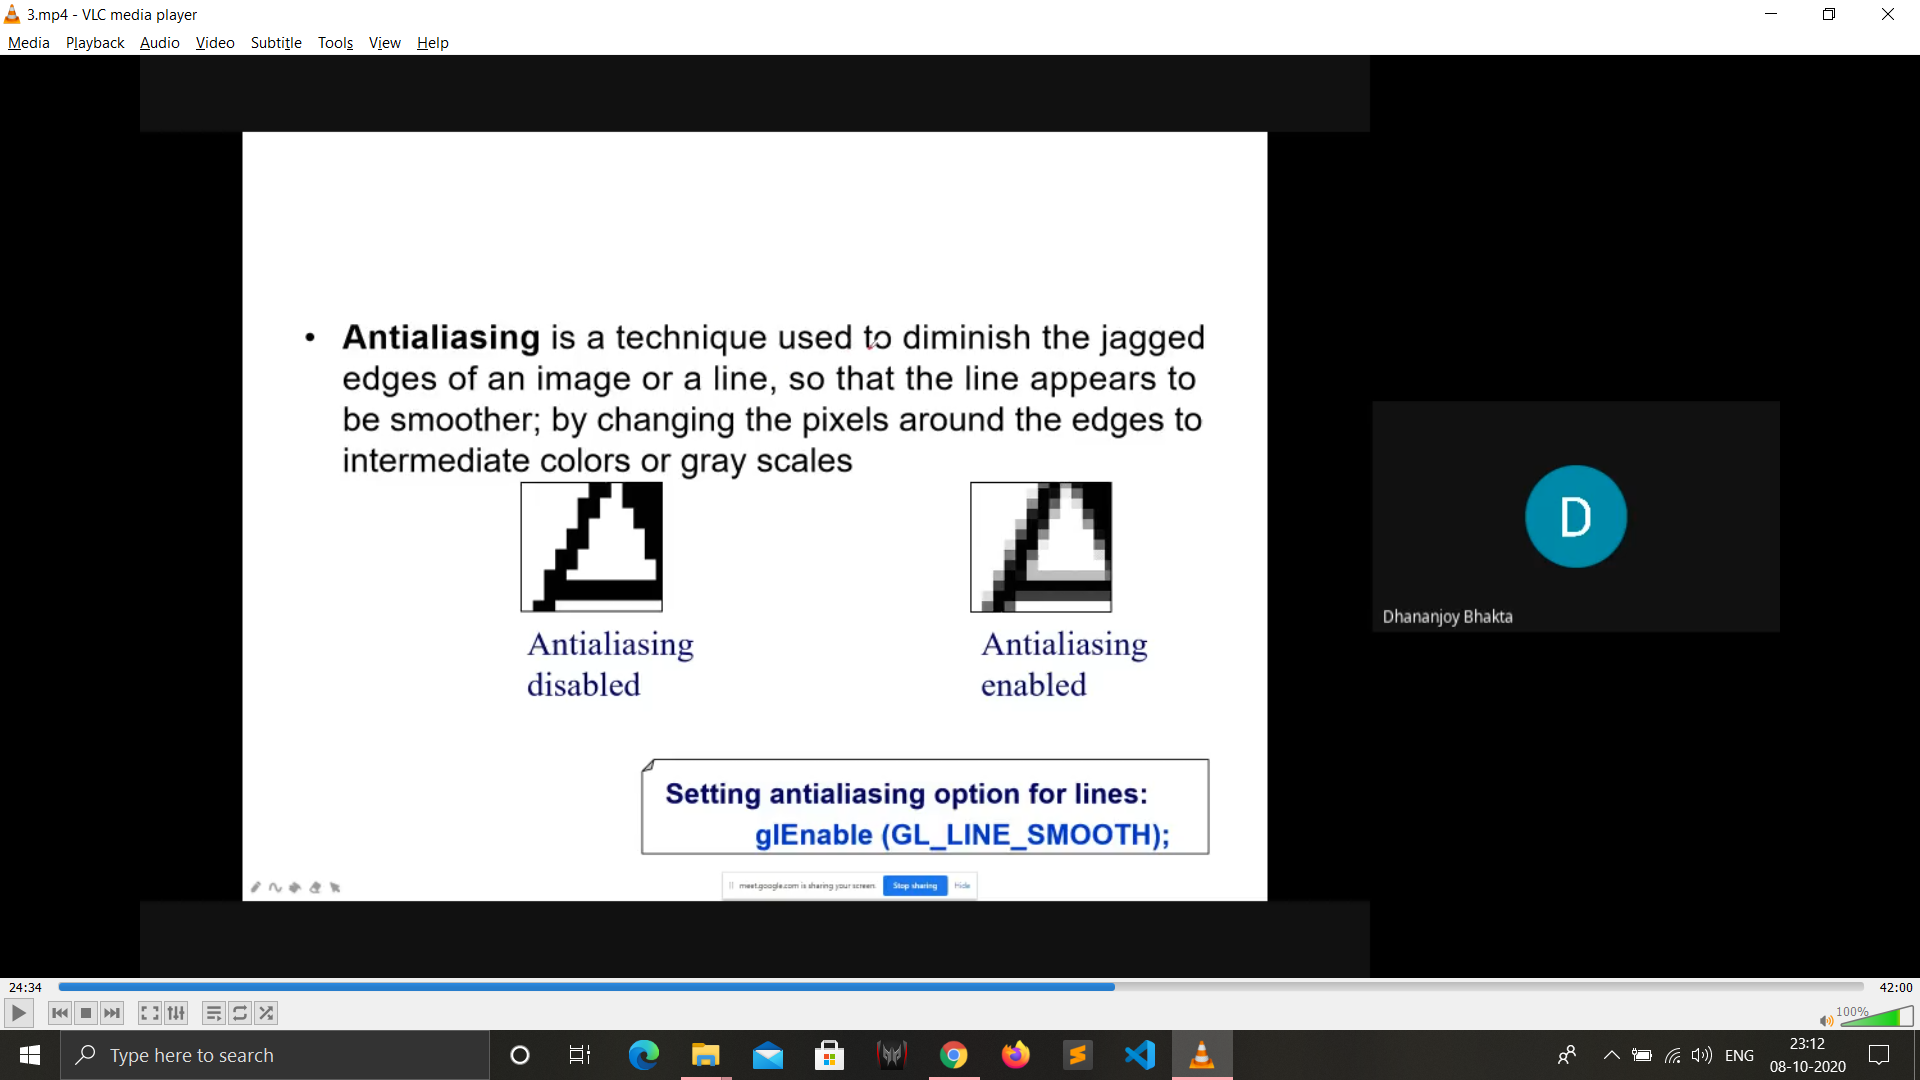 3.mp4 - VLC media player
Media Playback Audio Video Subtitle Tools View Help
• Antialiasing is a technique used to diminish the jagged
edges of an image or a line, so that the line appears to
be smoother; by changing the pixels around the edges to
intermediate colors or gray scales
Antialiasing
disabled
Antialiasing
enabled
Setting antialiasing option for lines:
glEnable (GL_LINE_SMOOTH);
meet.google.com is sharing your screen. Stop sharing Hide
D
Dhananjoy Bhakta
24:34
42:00
100%
Type here to search
ENG
23:12
08-10-2020